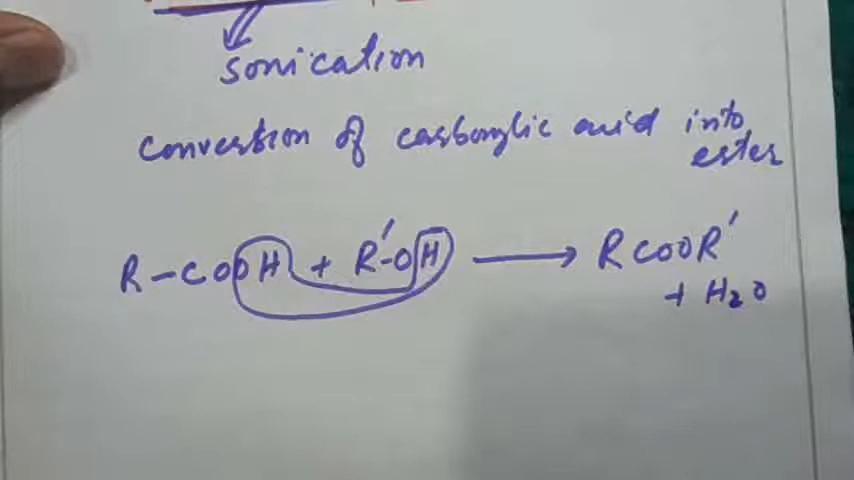 Sonication
conversion of carboxylic acid into
ester
R-COOH + R'-OH → RCOOR'
+ H₂O